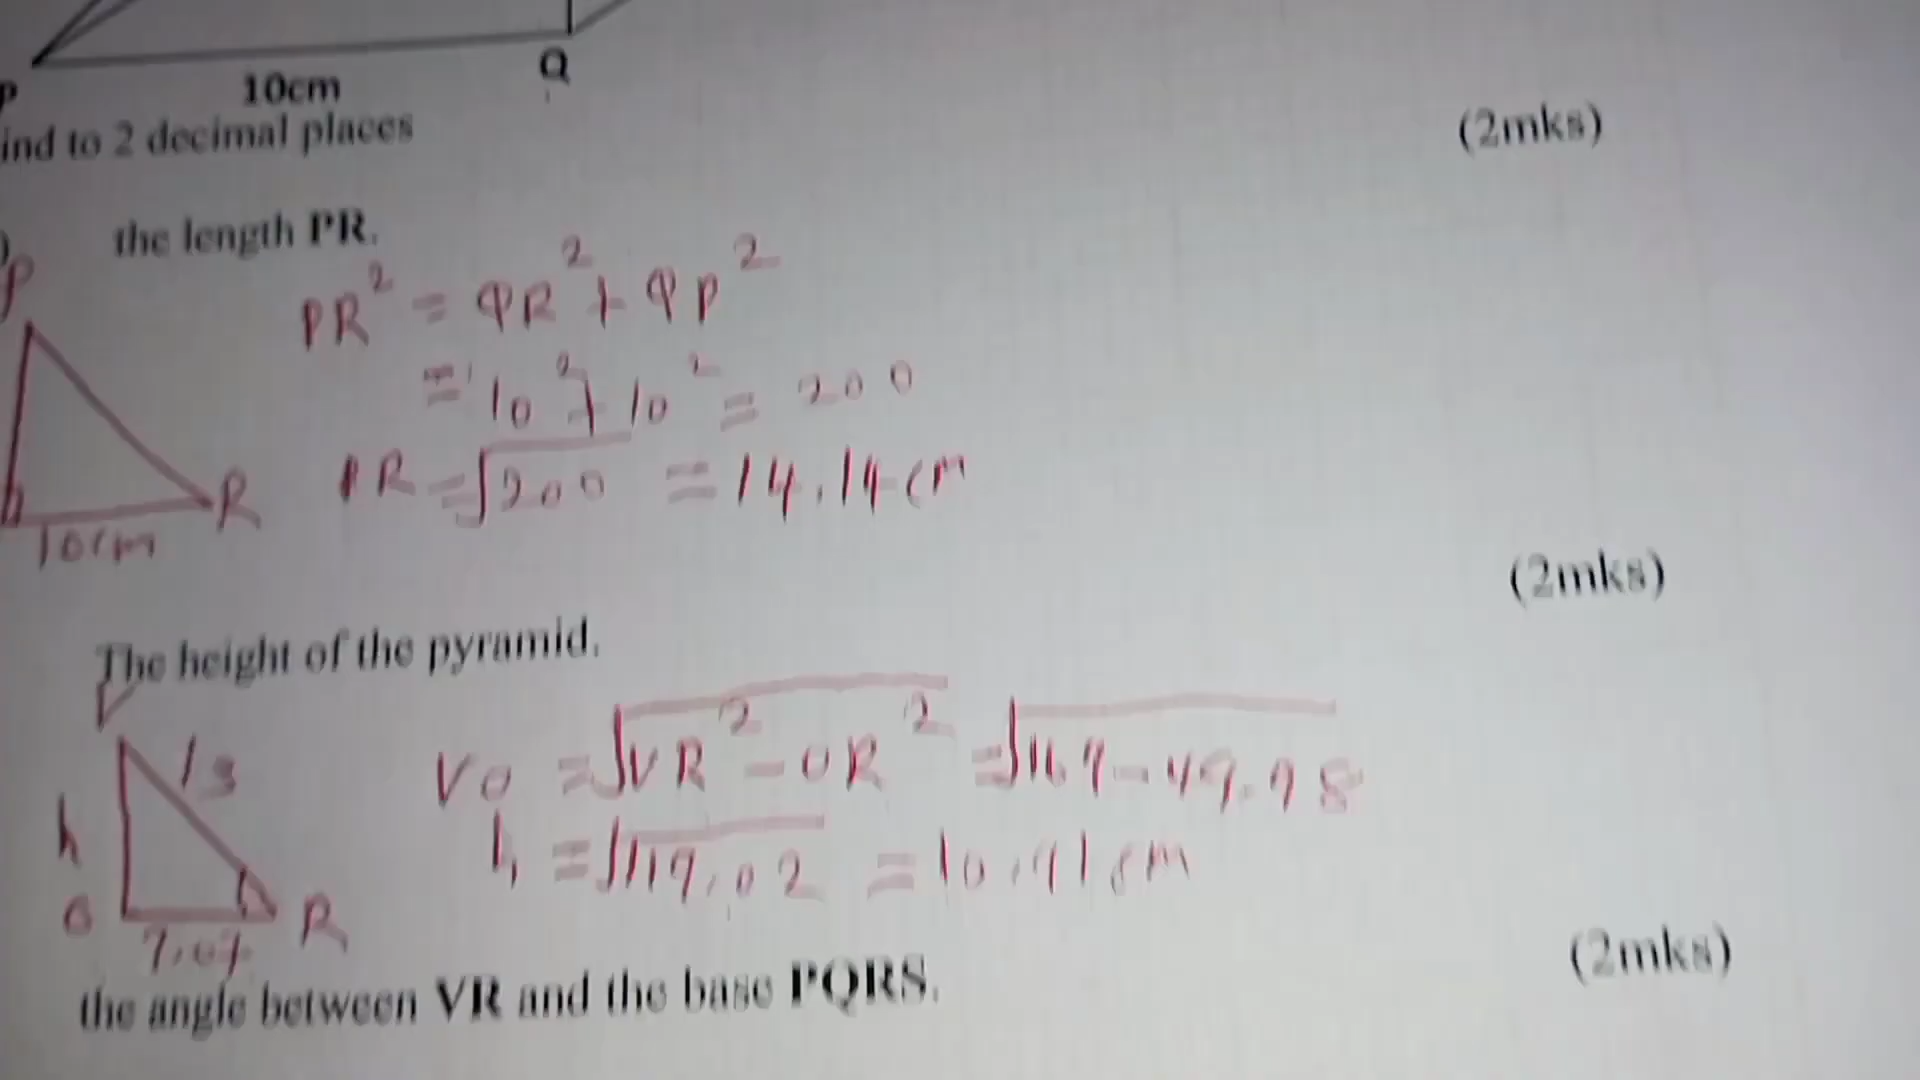 P
Q
10cm
ind to 2 decimal places (2mks)
the length PR.
P
PR² = QR² + QP²
= 10² + 10² = 200
PR = √200 = 14.14cm
R
10cm
(2mks)
The height of the pyramid.
V
13
VO = √VR² - OR² = √169 - 49.98
h
h = √119.02 = 10.91cm
O
R
7.07
(2mks)
the angle between VR and the base PQRS.